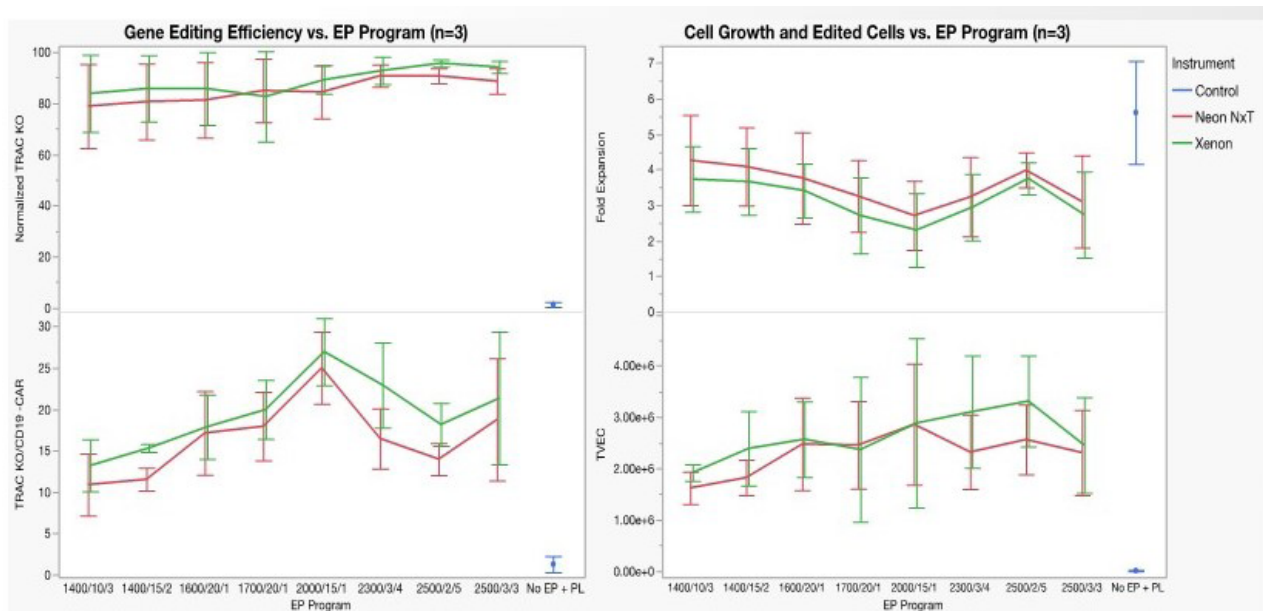 Gene Editing Efficiency vs. EP Program (n=3)
Normalized TRAC KO
100
80
60
40
20
0
TRAC KO/CD19 -CAR
30
25
20
15
10
5
0
1400/10/3 1400/15/2 1600/20/1 1700/20/1 2000/15/1 2300/3/4 2500/2/5 2500/3/3 No EP + PL
EP Program
Cell Growth and Edited Cells vs. EP Program (n=3)
Fold Expansion
7
6
5
4
3
2
1
0
TVEC
4.00e+6
3.00e+6
2.00e+6
1.00e+6
0.00e+0
1400/10/3 1400/15/2 1600/20/1 1700/20/1 2000/15/1 2300/3/4 2500/2/5 2500/3/3 No EP + PL
EP Program
Instrument
Control
Neon NxT
Xenon